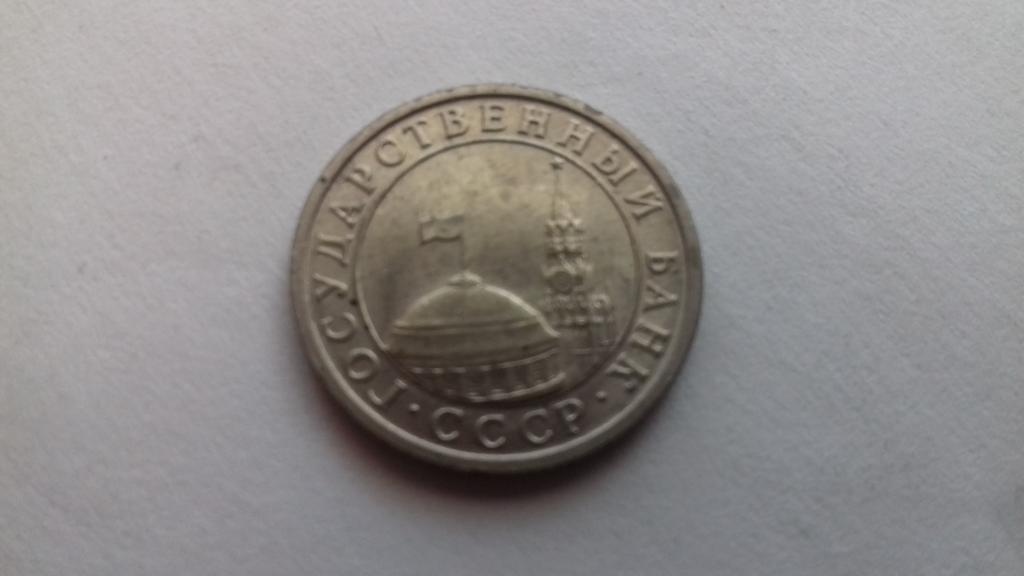 ГОСУДАРСТВЕННЫЙ БАНК
СССР